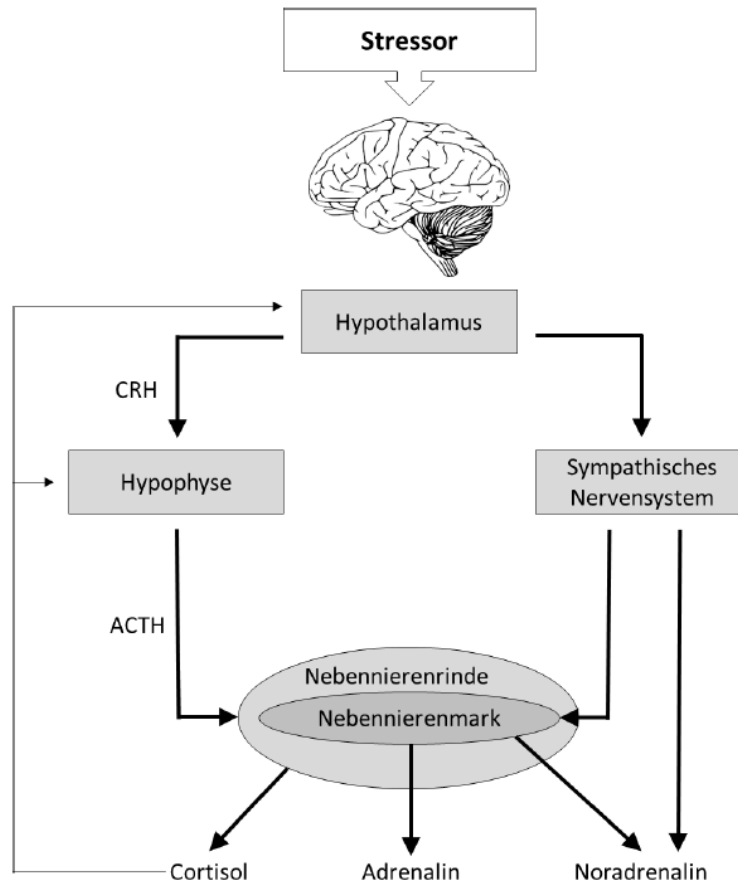 Stressor
Hypothalamus
CRH
Hypophyse
Sympathisches
Nervensystem
ACTH
Nebennierenrinde
Nebennierenmark
Cortisol
Adrenalin
Noradrenalin